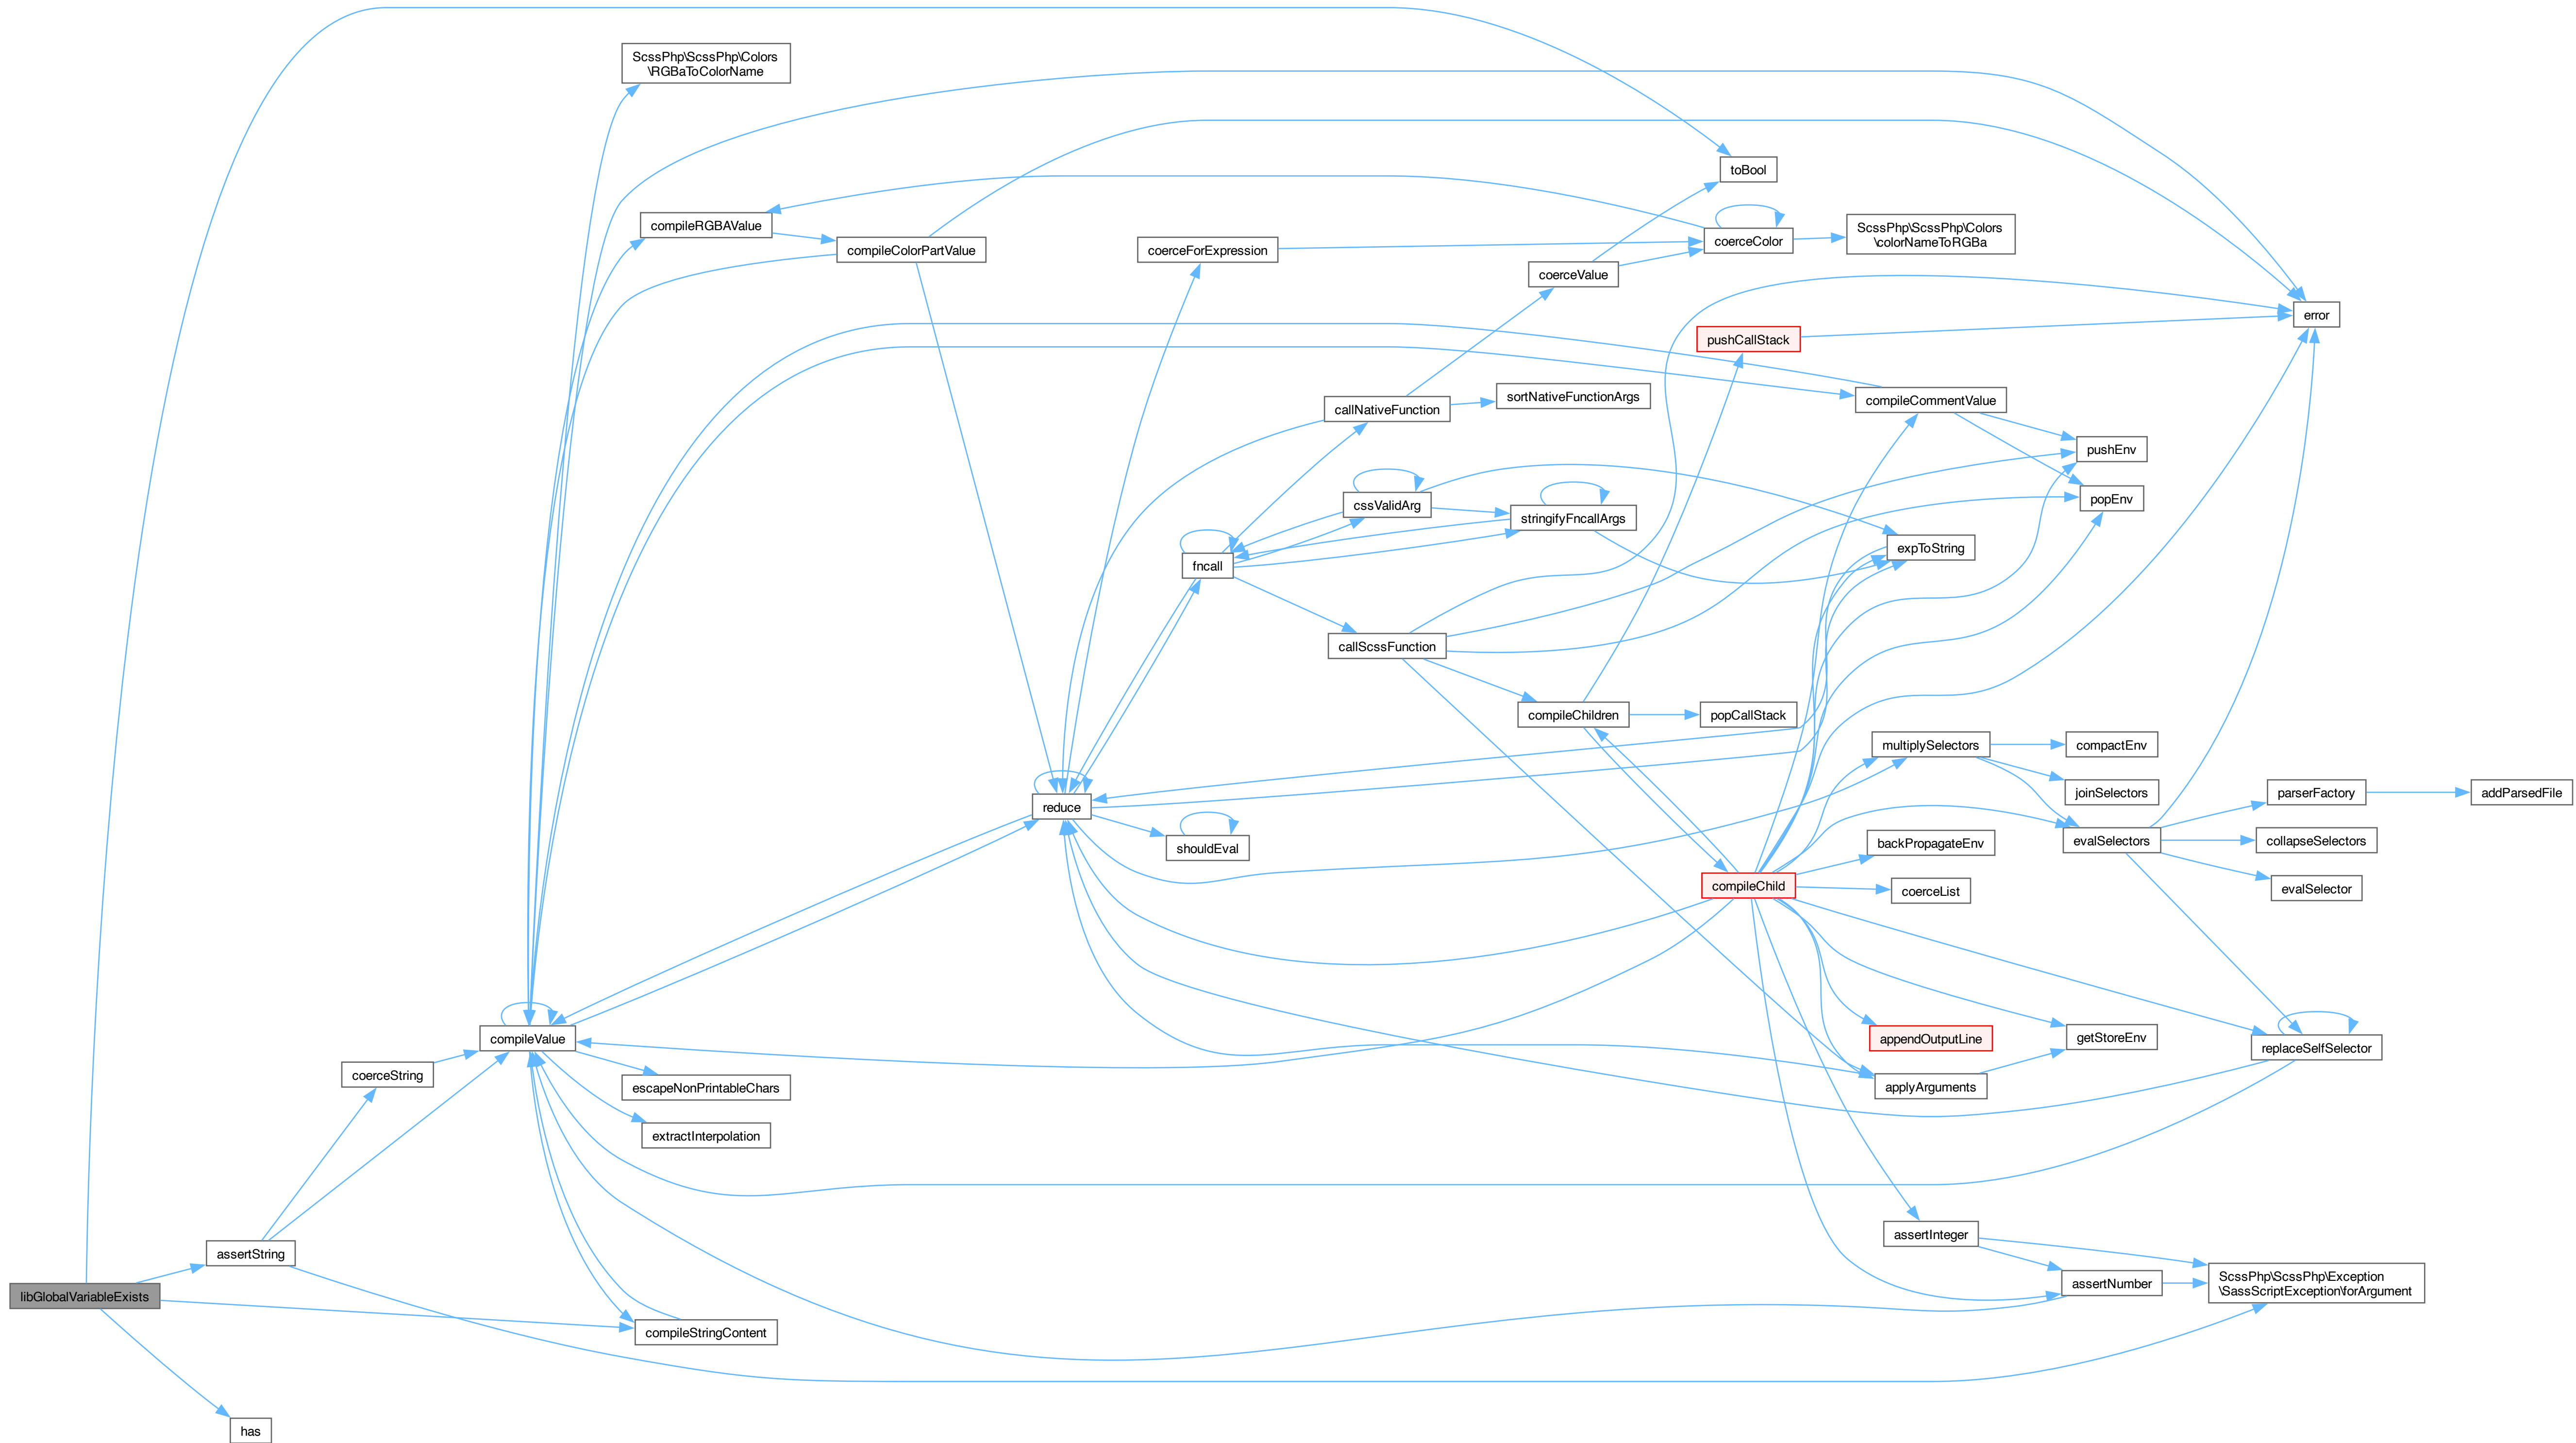 ScssPhp\ScssPhp\Colors
\RGBaToColorName
toBool
compileRGBAValue
compileColorPartValue
coerceForExpression
coerceColor
ScssPhp\ScssPhp\Colors
\colorNameToRGBa
coerceValue
error
pushCallStack
callNativeFunction
sortNativeFunctionArgs
compileCommentValue
pushEnv
cssValidArg
popEnv
stringifyFncallArgs
expToString
fncall
callScssFunction
compileChildren
popCallStack
multiplySelectors
compactEnv
joinSelectors
parserFactory
addParsedFile
reduce
shouldEval
evalSelectors
collapseSelectors
backPropagateEnv
compileChild
coerceList
evalSelector
compileValue
appendOutputLine
getStoreEnv
replaceSelfSelector
coerceString
escapeNonPrintableChars
applyArguments
extractInterpolation
assertString
assertInteger
assertNumber
ScssPhp\ScssPhp\Exception
\SassScriptException\forArgument
libGlobalVariableExists
compileStringContent
has